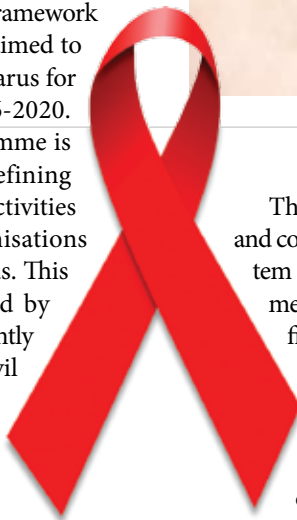 ramework
imed to
arus for
-2020.
mme is
efining
ctivities
nisations
s. This
d by
ntly
vil
Th
and co
tem
me
fi